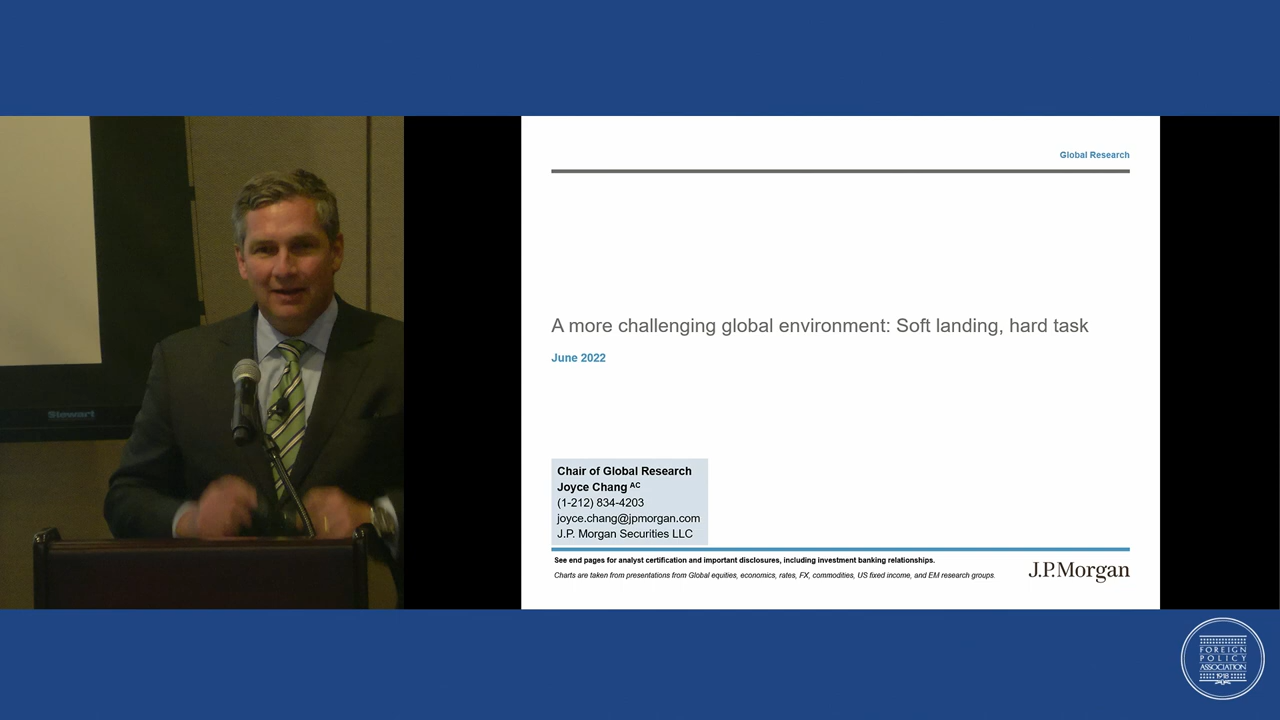 Stewart
Global Research
A more challenging global environment: Soft landing, hard task
June 2022
Chair of Global Research
Joyce Chang AC
(1-212) 834-4203
joyce.chang@jpmorgan.com
J.P. Morgan Securities LLC
See end pages for analyst certification and important disclosures, including investment banking relationships.
Charts are taken from presentations from Global equities, economics, rates, FX, commodities, US fixed income, and EM research groups.
J.P.Morgan
FOREIGN
POLICY
ASSOCIATION
1918